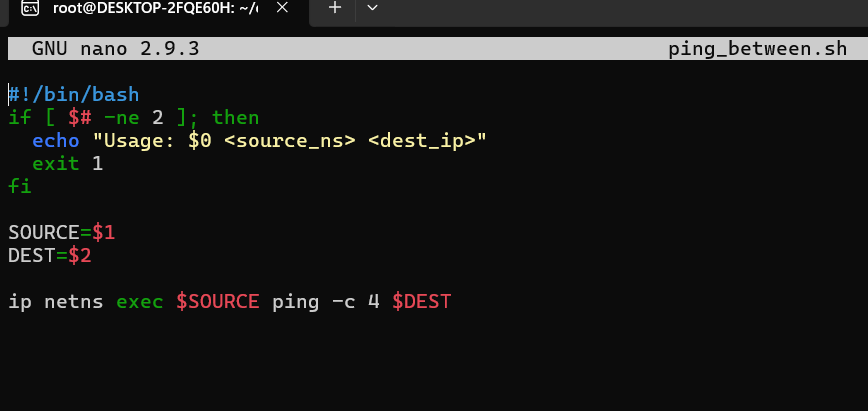 root@DESKTOP-2FQE60H: ~/
GNU nano 2.9.3 ping_between.sh
#!/bin/bash
if [ $# -ne 2 ]; then
  echo "Usage: $0 <source_ns> <dest_ip>"
  exit 1
fi
SOURCE=$1
DEST=$2
ip netns exec $SOURCE ping -c 4 $DEST